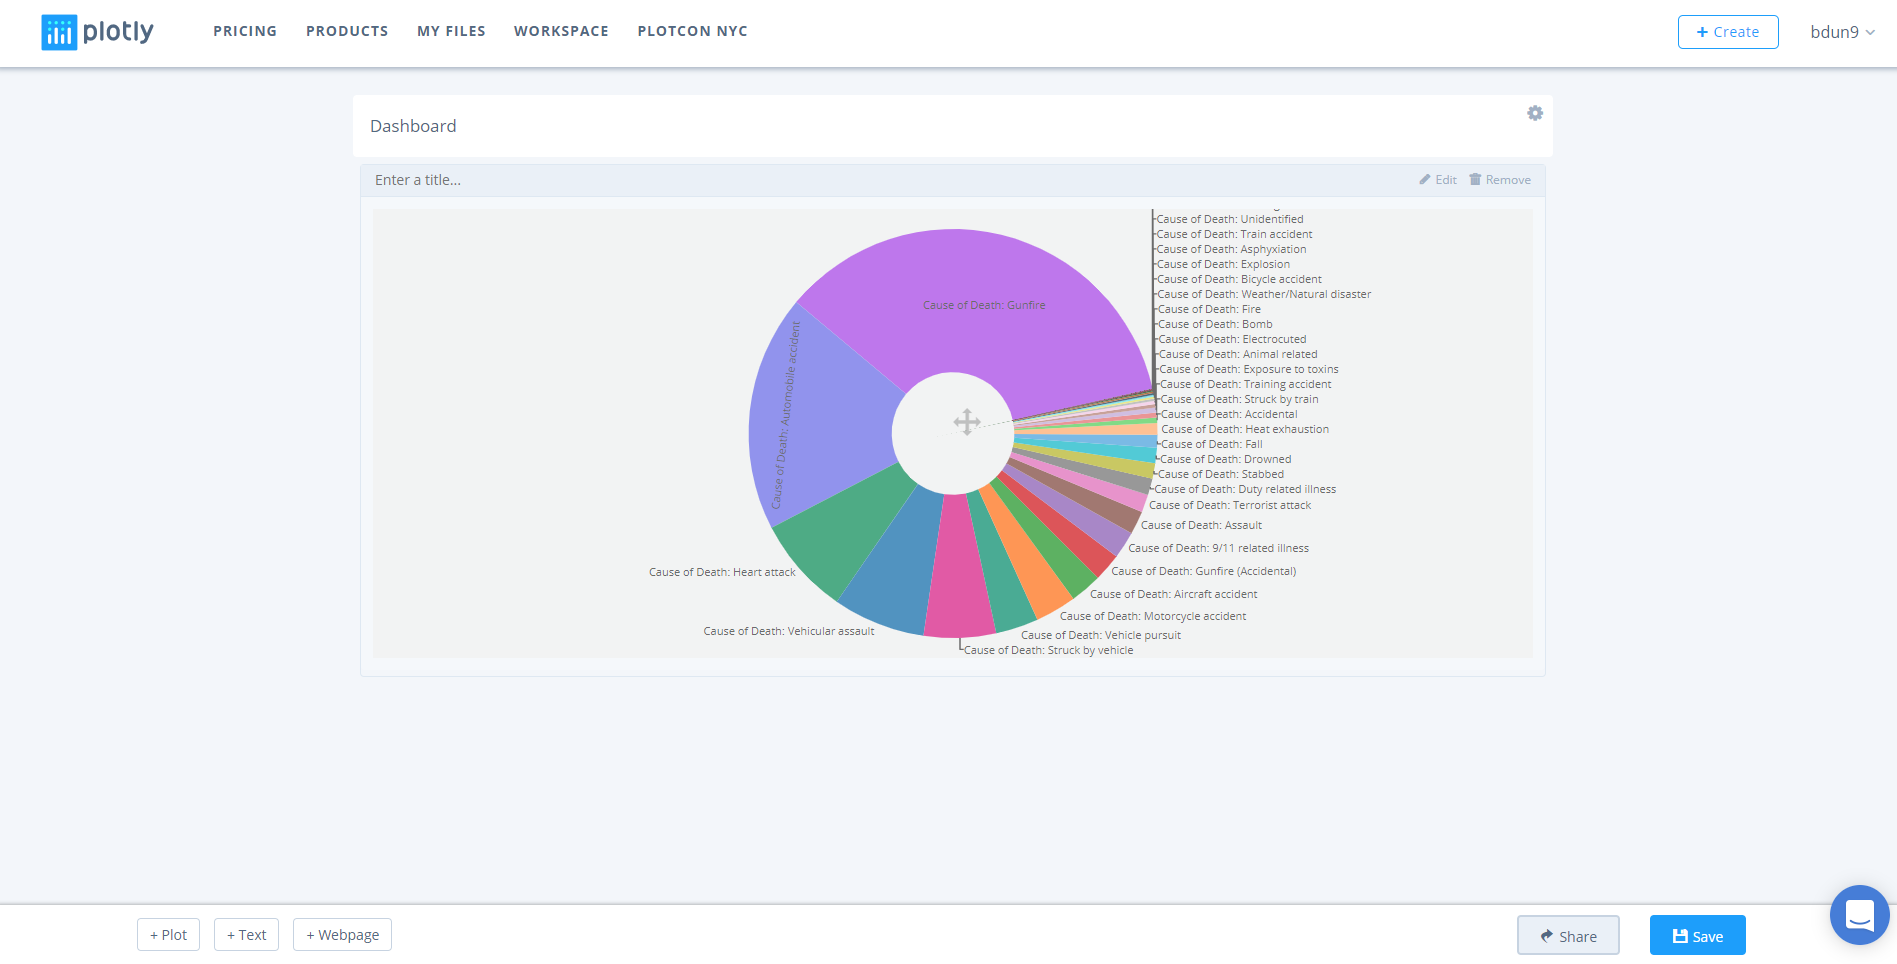 plotly PRICING PRODUCTS MY FILES WORKSPACE PLOTCON NYC + Create bdun9
Dashboard
Enter a title... Edit Remove
Cause of Death: Unidentified
Cause of Death: Train accident
Cause of Death: Asphyxiation
Cause of Death: Explosion
Cause of Death: Bicycle accident
Cause of Death: Weather/Natural disaster
Cause of Death: Fire
Cause of Death: Bomb
Cause of Death: Electrocuted
Cause of Death: Animal related
Cause of Death: Exposure to toxins
Cause of Death: Training accident
Cause of Death: Struck by train
Cause of Death: Accidental
Cause of Death: Heat exhaustion
Cause of Death: Fall
Cause of Death: Drowned
Cause of Death: Stabbed
Cause of Death: Duty related illness
Cause of Death: Terrorist attack
Cause of Death: Assault
Cause of Death: 9/11 related illness
Cause of Death: Gunfire (Accidental)
Cause of Death: Aircraft accident
Cause of Death: Motorcycle accident
Cause of Death: Vehicle pursuit
Cause of Death: Struck by vehicle
Cause of Death: Vehicular assault
Cause of Death: Heart attack
Cause of Death: Automobile accident
Cause of Death: Gunfire
+ Plot + Text + Webpage Share Save